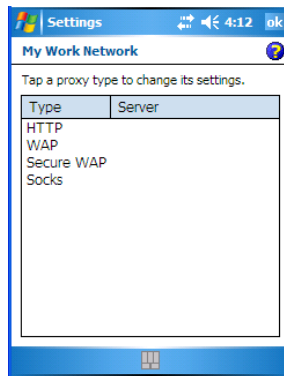 Settings 4:12 ok
My Work Network ?
Tap a proxy type to change its settings.
Type Server
HTTP
WAP
Secure WAP
Socks